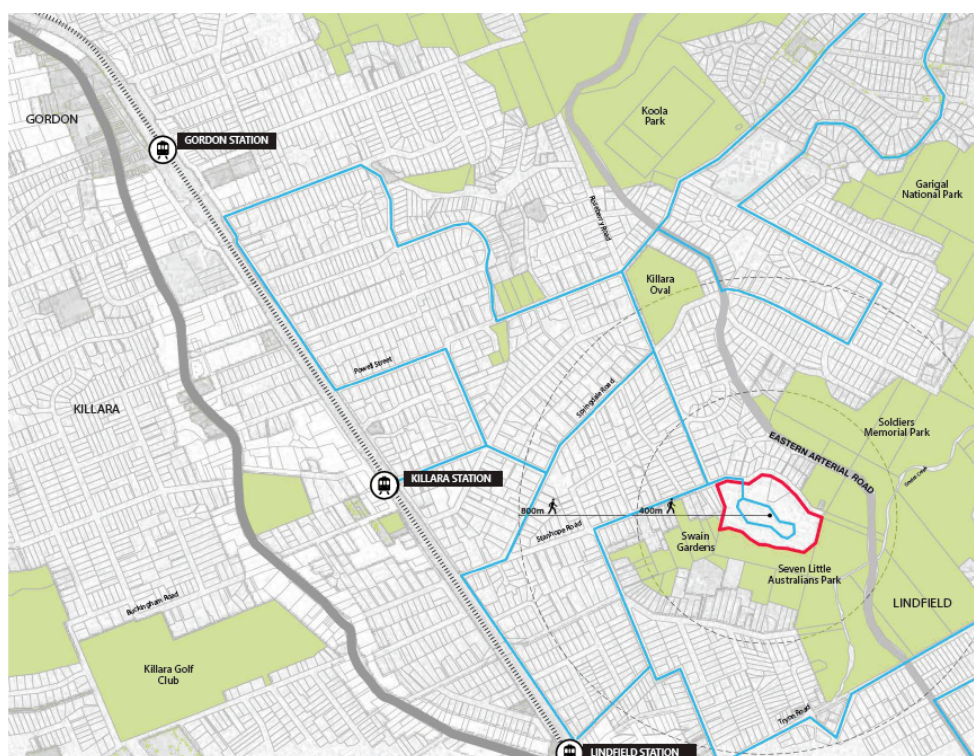 GORDON
GORDON STATION
Koola
Park
Garigal
National Park
Rosebery Road
Killara
Oval
Powell Street
Springdale Road
KILLARA
Soldiers
Memorial Park
EASTERN ARTERIAL ROAD
KILLARA STATION
800m
400m
Stanhope Road
Swain
Gardens
Seven Little
Australians Park
LINDFIELD
Buckingham Road
Killara Golf
Club
Tryon Road
LINDFIELD STATION